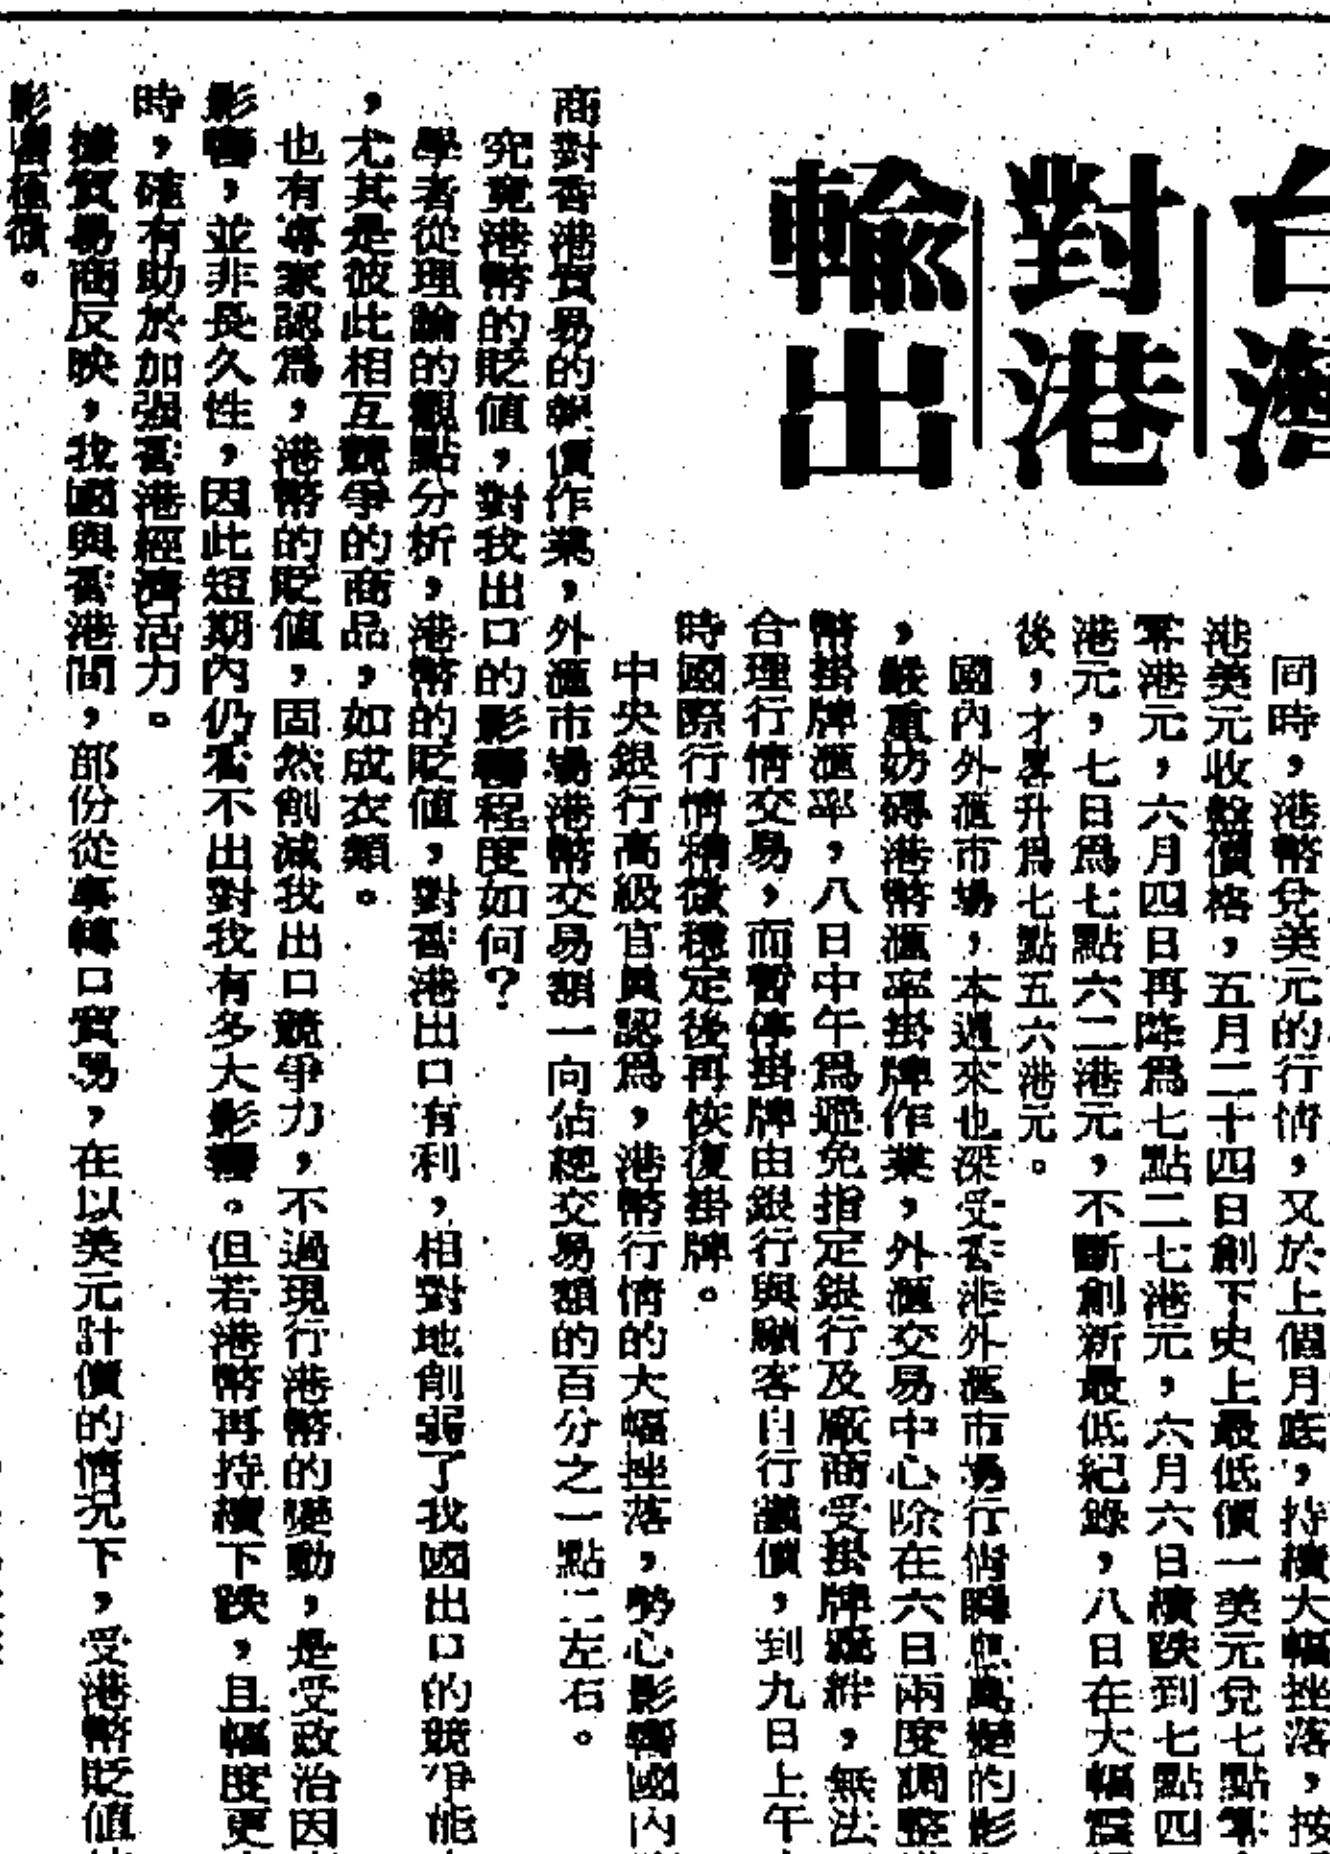 台灣
對港
輸出
同時，港幣兌美元的行情，又於上個月底，持續大幅挫落，按
港美元收盤價格，五月二十四日創下史上最低價一美元兌七點零
零港元，六月四日再降爲七點二七港元，六月六日續跌到七點四
港元，七日爲七點六二港元，不斷創新最低紀錄，八日在大幅震
後，才畧升爲七點五六港元。
國內外滙市場，本週來也深受香港外滙市場行情瞬息萬變的影
，嚴重妨礙港幣滙率掛牌作業，外滙交易中心除在六日兩度調整
幣掛牌滙率，八日中午爲避免指定銀行及廠商受掛牌羈絆，無法
合理行情交易，而暫停掛牌由銀行與顧客自行議價，到九日上午
時國際行情稍微穩定後再恢復掛牌。
中央銀行高級官員認爲，港幣行情的大幅挫落，勢必影響國內
商對香港貿易的報價作業，外滙市場港幣交易額一向佔總交易額的百分之一點二左右。
究竟港幣的貶值，對我出口的影響程度如何？
學者從理論的觀點分析，港幣的貶值，對香港出口有利，相對地削弱了我國出口的競爭能
，尤其是彼此相互競爭的商品，如成衣類。
也有專家認爲，港幣的貶值，固然削減我出口競爭力，不過現行港幣的變動，是受政治因
影響，並非長久性，因此短期內仍看不出對我有多大影響。但若港幣再持續下跌，且幅度更
時，確有助於加強香港經濟活力。
據貿易商反映，我國與香港間，部份從事轉口貿易，在以美元計價的情況下，受港幣貶值
影響極微。